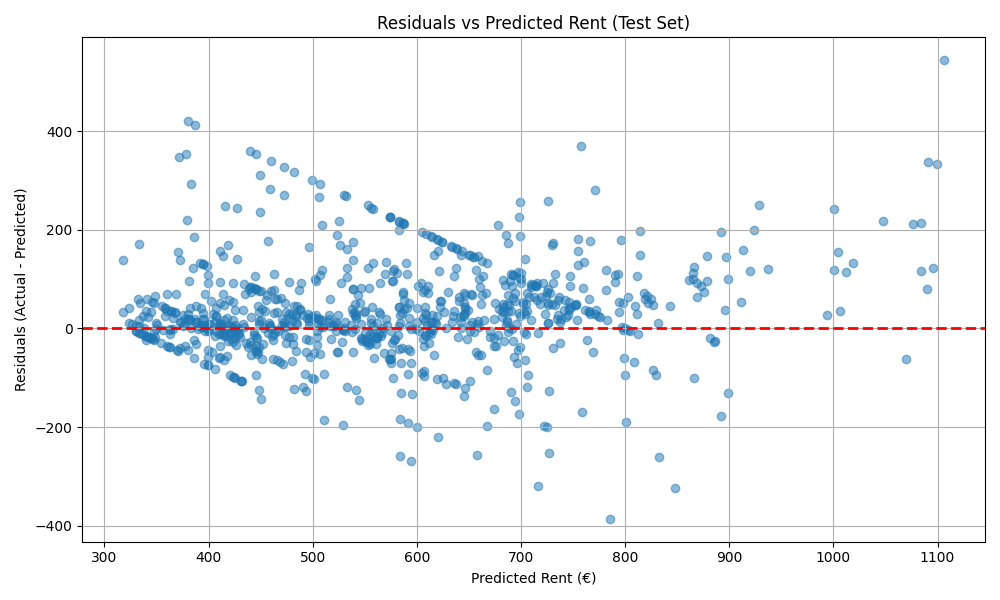 Residuals vs Predicted Rent (Test Set)
Residuals (Actual - Predicted)
400
200
0
−200
−400
300 400 500 600 700 800 900 1000 1100
Predicted Rent (€)